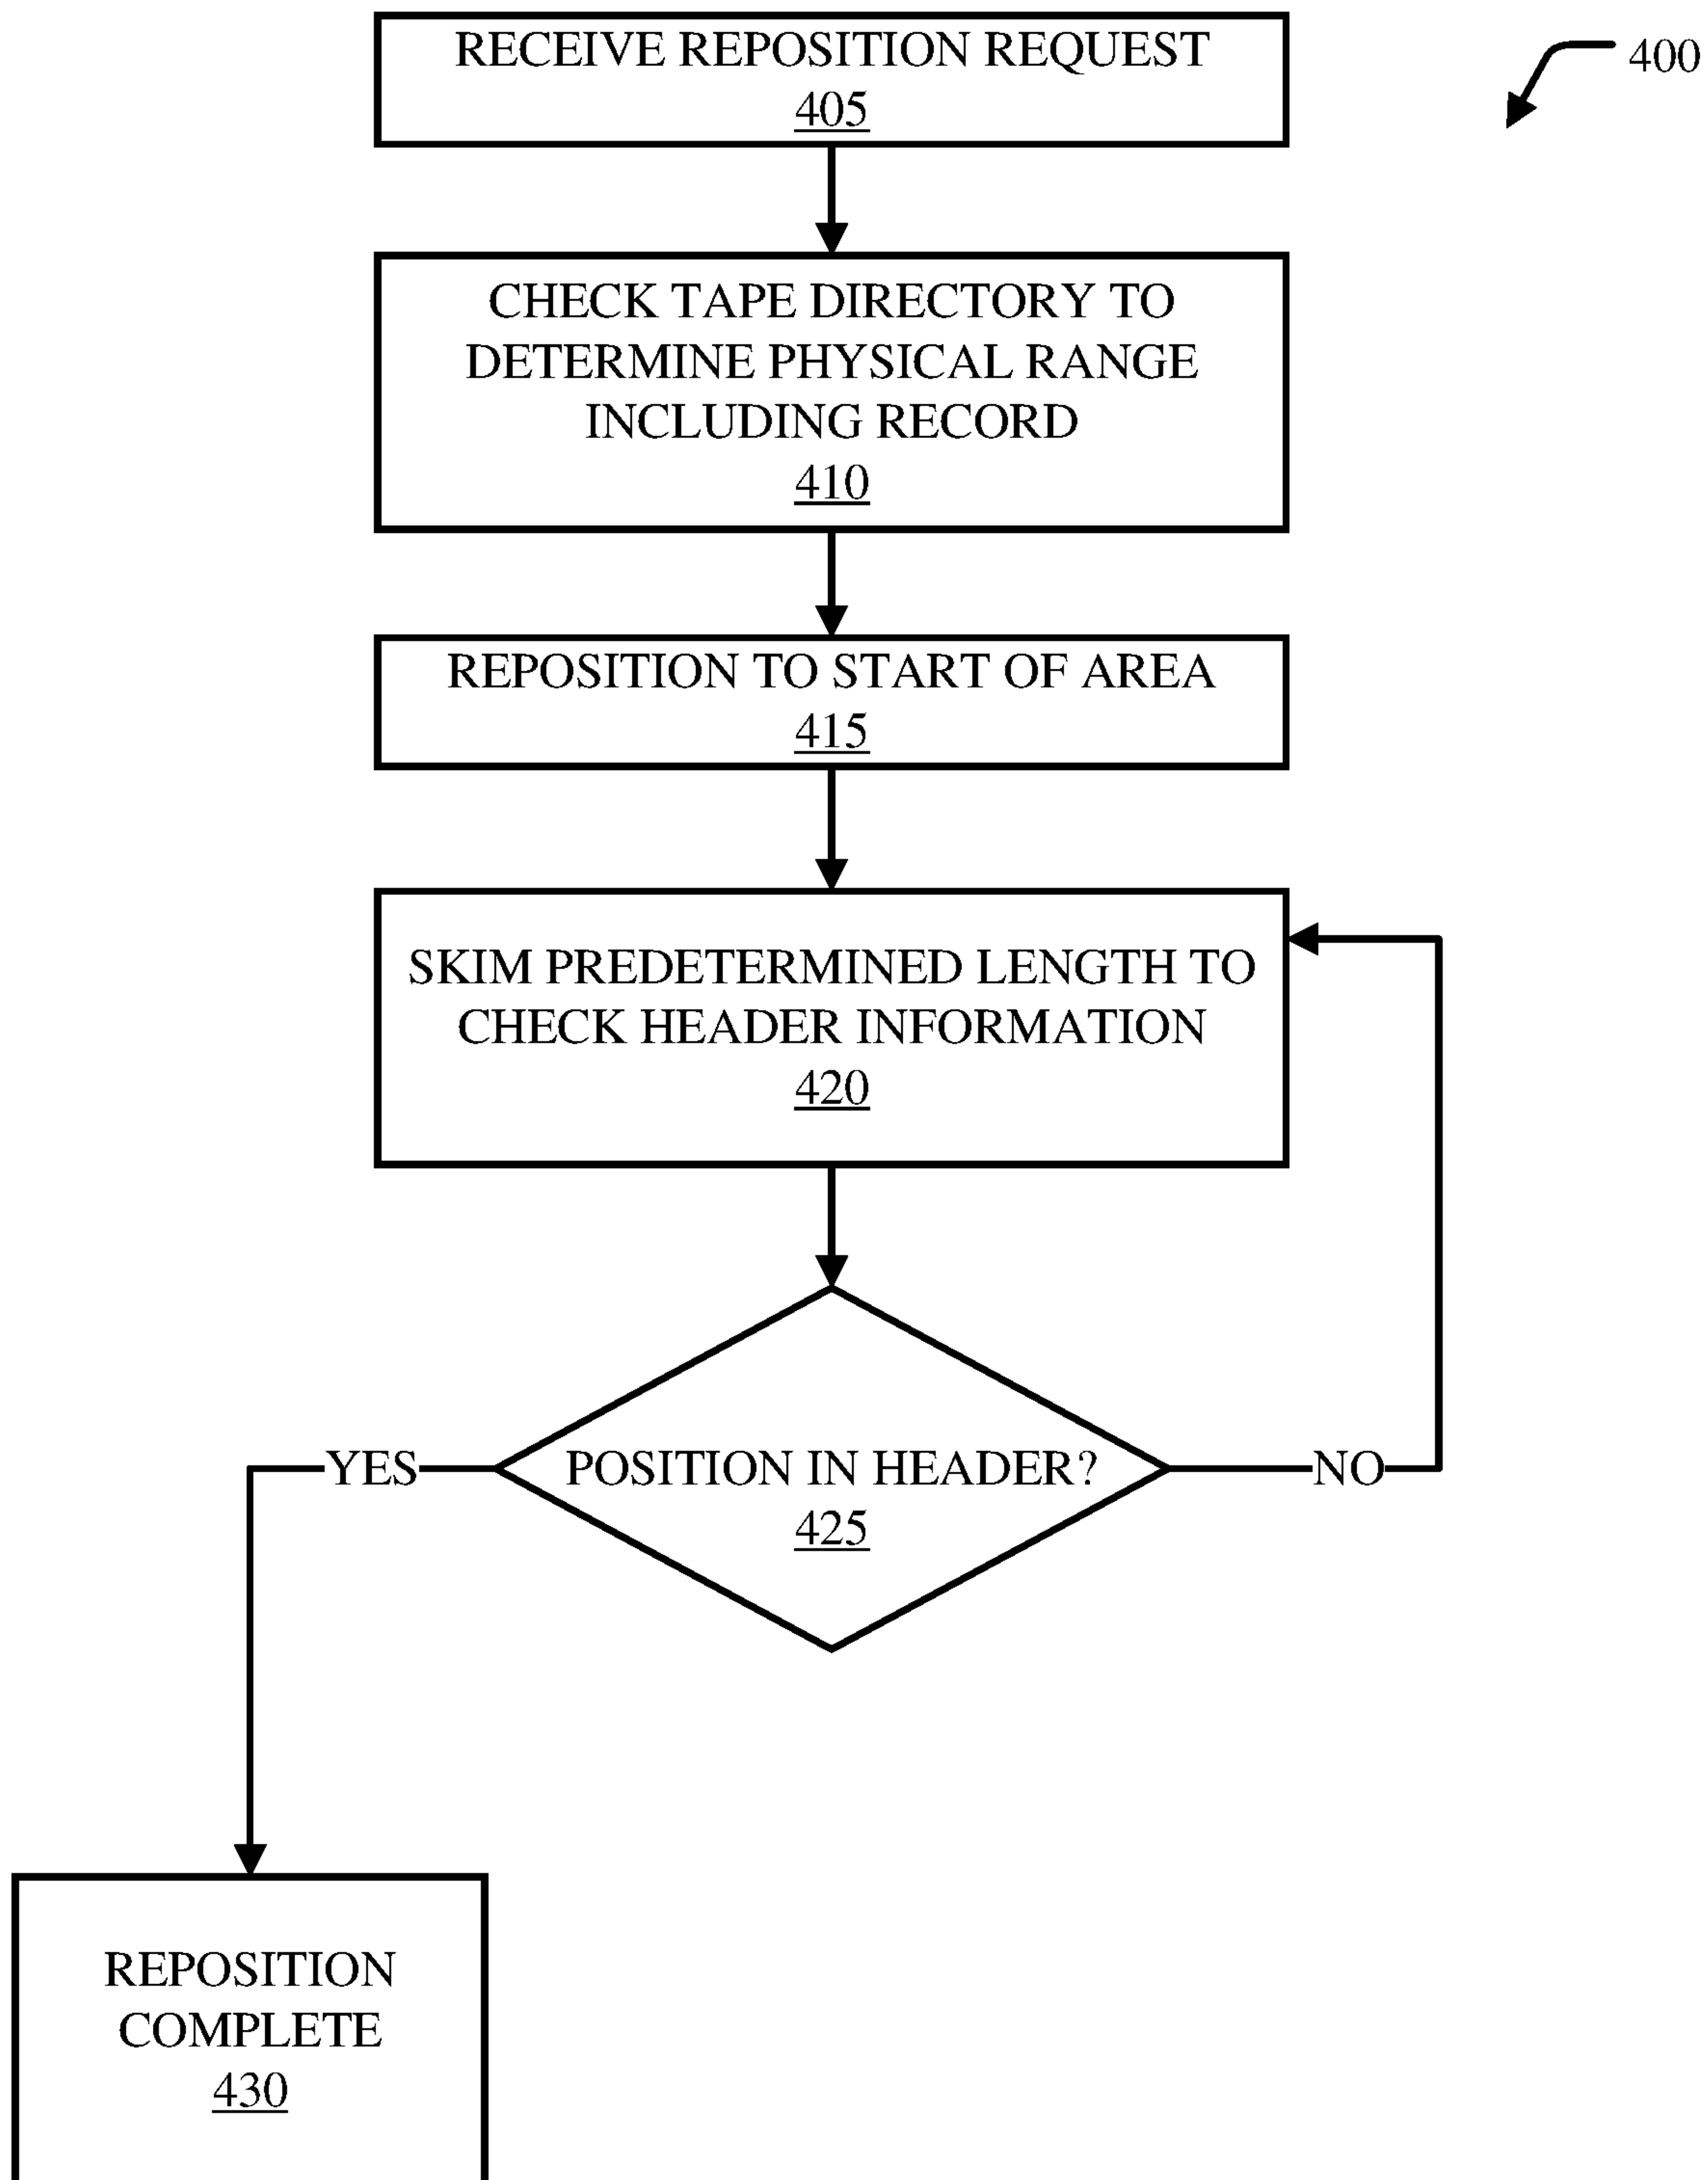 RECEIVE REPOSITION REQUEST
405
400
CHECK TAPE DIRECTORY TO
DETERMINE PHYSICAL RANGE
INCLUDING RECORD
410
REPOSITION TO START OF AREA
415
SKIM PREDETERMINED LENGTH TO
CHECK HEADER INFORMATION
420
YES
POSITION IN HEADER?
NO
425
REPOSITION
COMPLETE
430